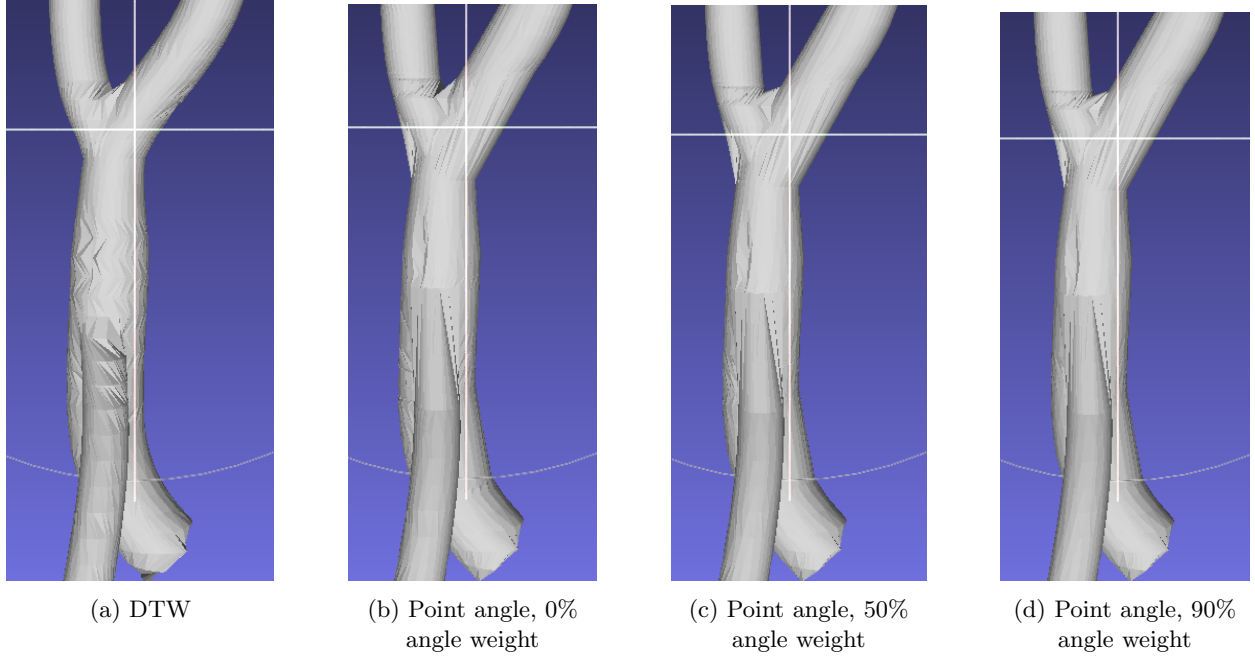 (a) DTW
(b) Point angle, 0%
angle weight
(c) Point angle, 50%
angle weight
(d) Point angle, 90%
angle weight